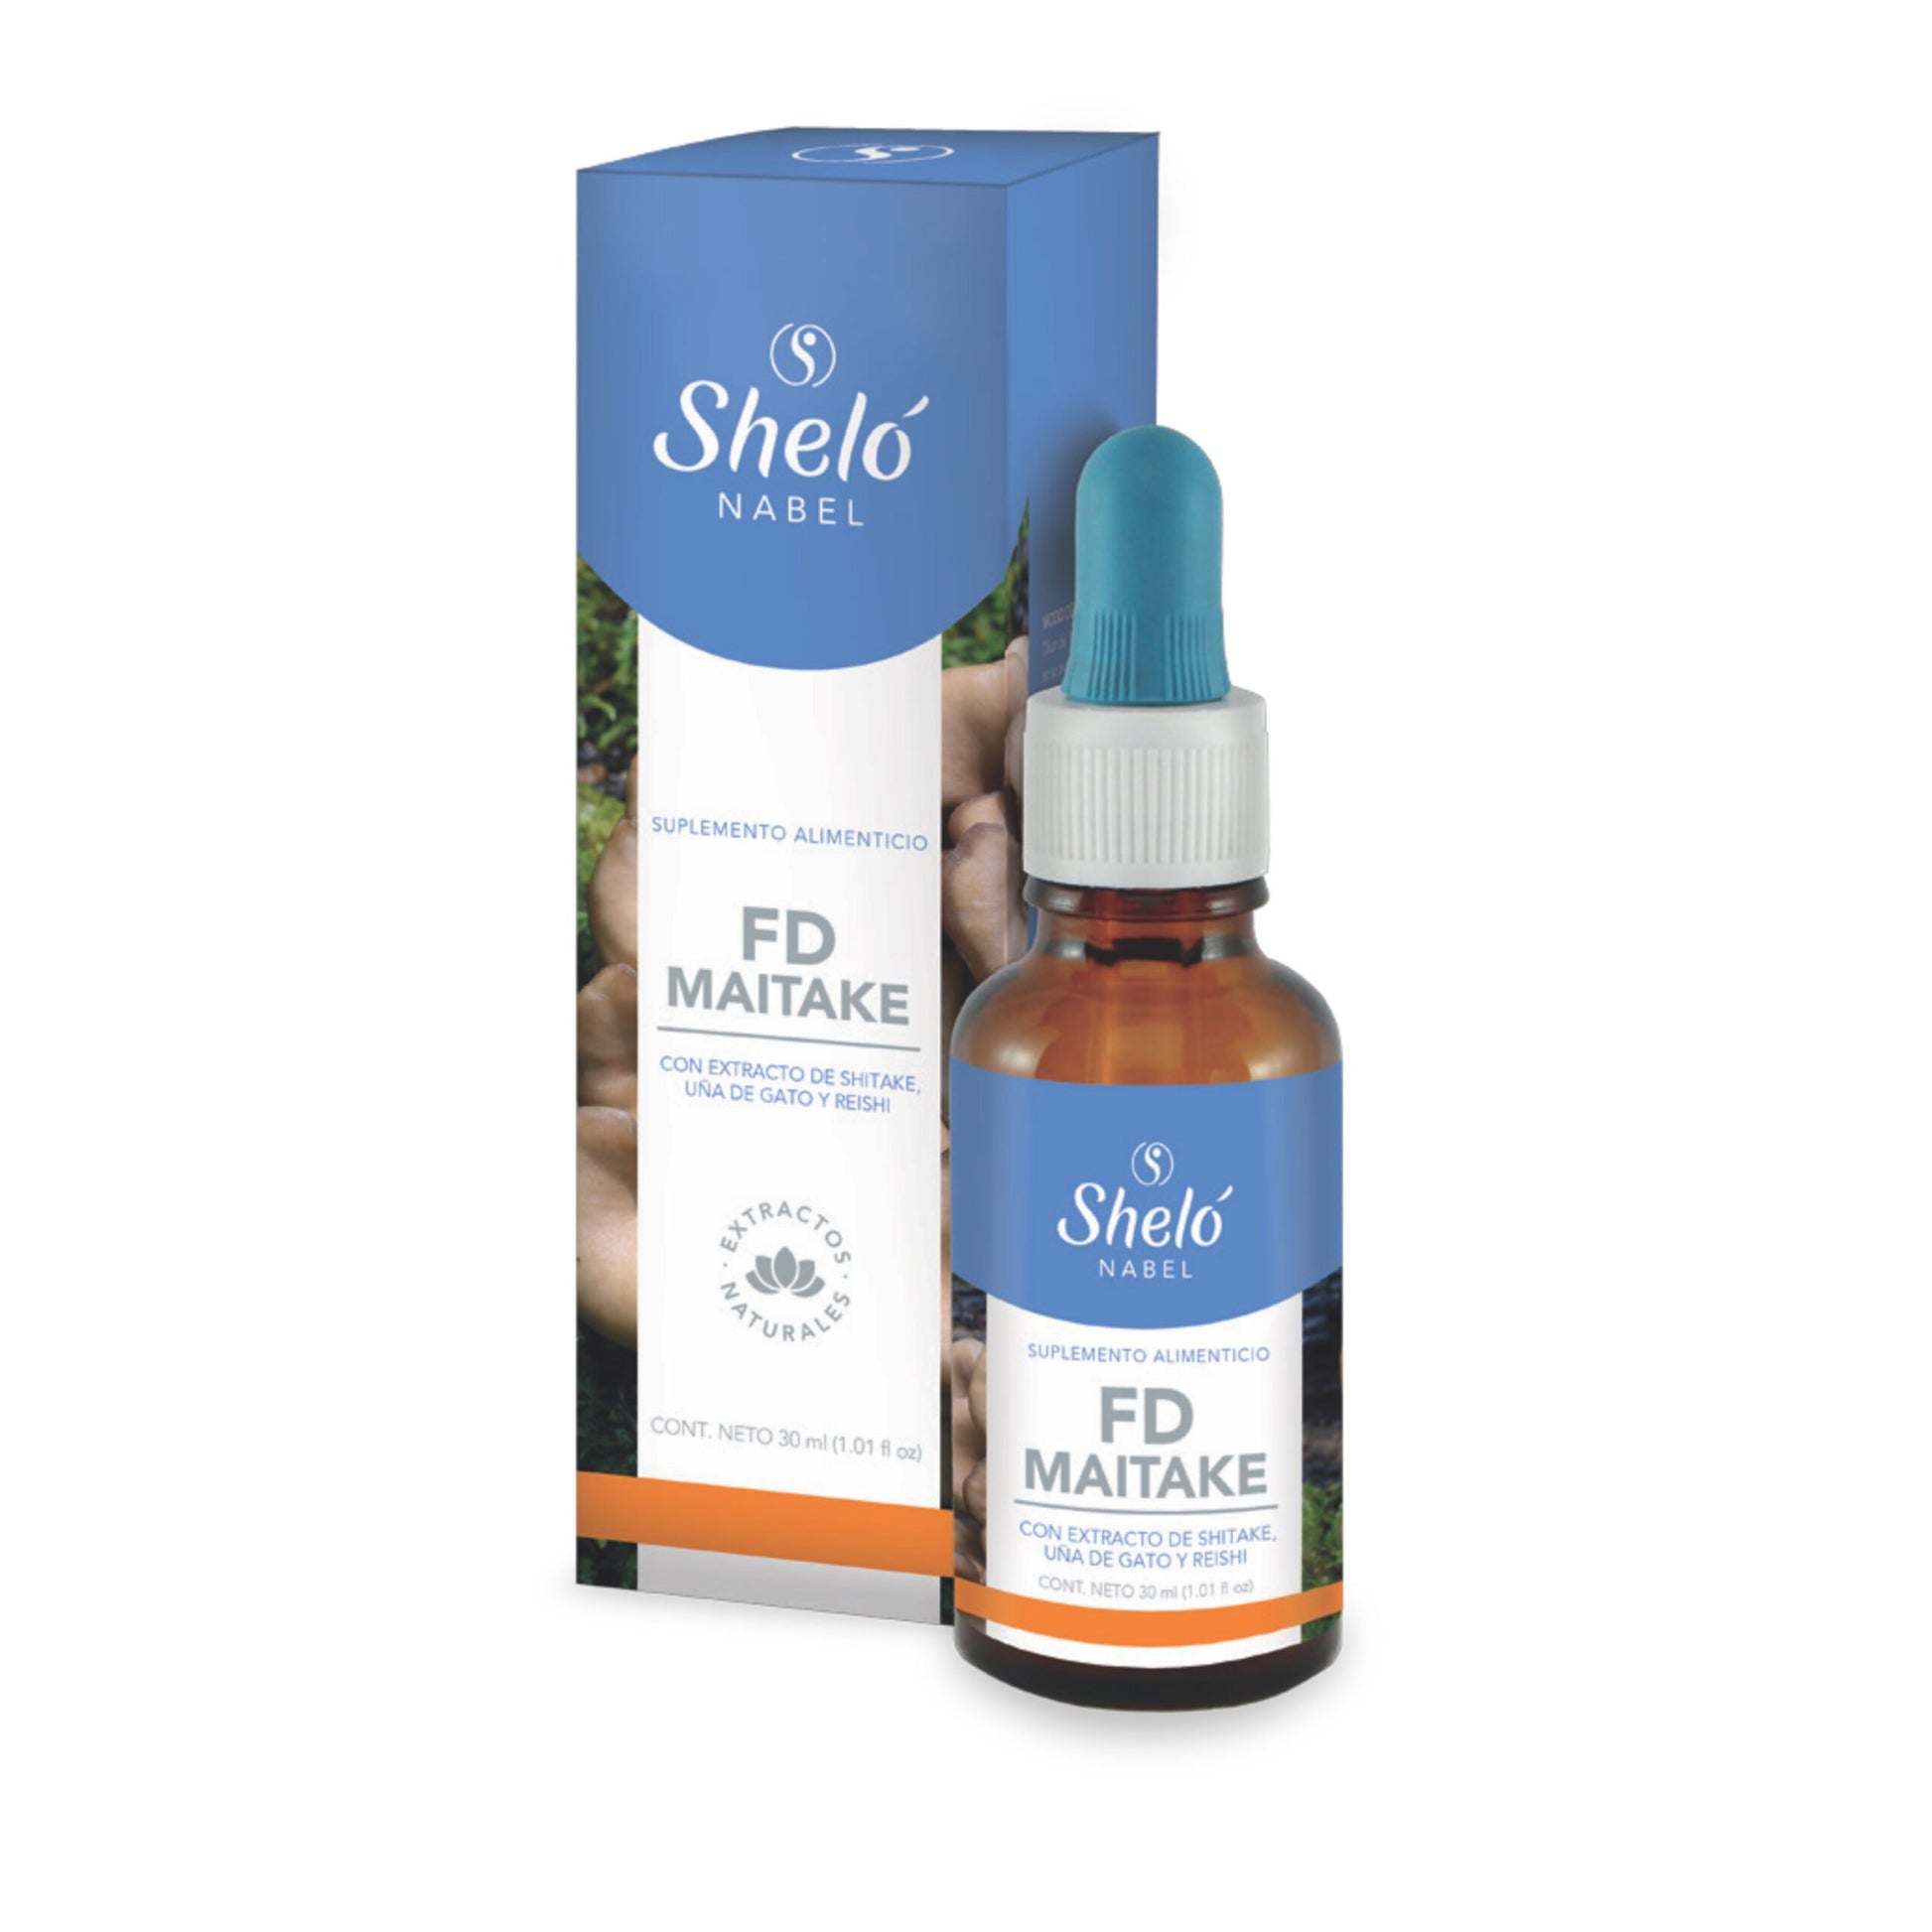 Sheló
NABEL
SUPLEMENTO ALIMENTICIO
FD
MAITAKE
CON EXTRACTO DE SHITAKE,
UÑA DE GATO Y REISHI
· EXTRACTOS ·
NATURALES
CONT. NETO 30 ml (1.01 fl oz)
Sheló
NABEL
SUPLEMENTO ALIMENTICIO
FD
MAITAKE
CON EXTRACTO DE SHITAKE,
UÑA DE GATO Y REISHI
CONT. NETO 30 ml (1.01 fl oz)